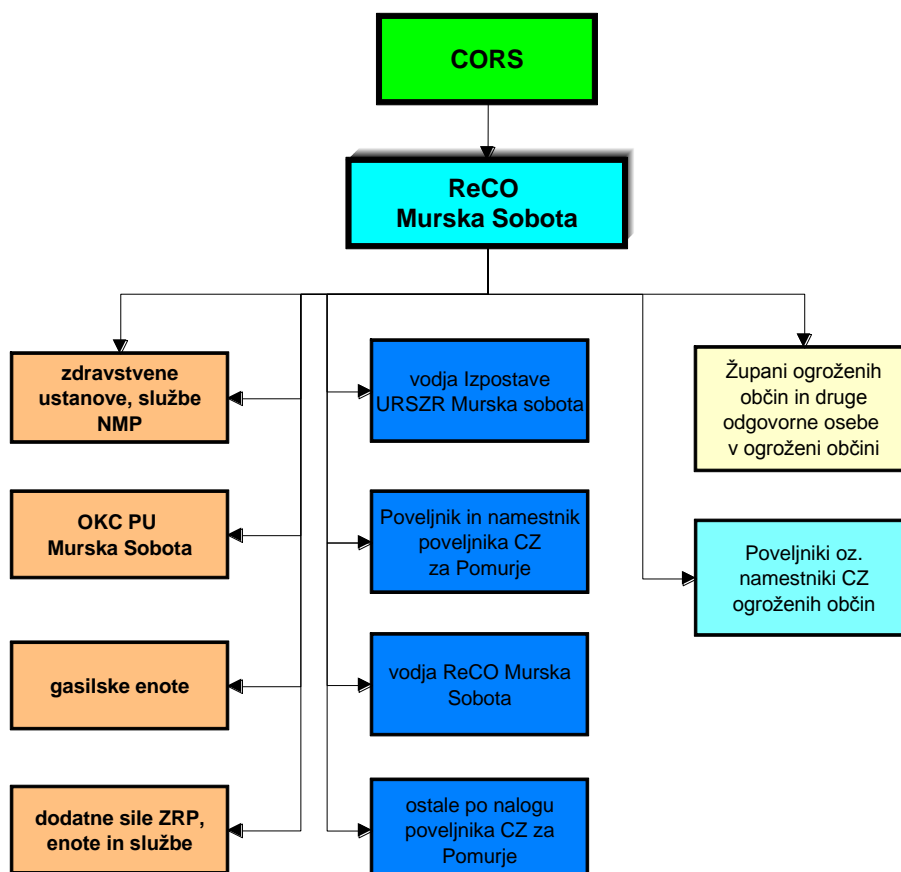 CORS
ReCO
Murska Sobota
zdravstvene
ustanove, službe
NMP
OKC PU
Murska Sobota
gasilske enote
dodatne sile ZRP,
enote in službe
vodja Izpostave
URSZR Murska sobota
Poveljnik in namestnik
poveljnika CZ
za Pomurje
vodja ReCO Murska
Sobota
ostale po nalogu
poveljnika CZ za
Pomurje
Župani ogroženih
občin in druge
odgovorne osebe
v ogroženi občini
Poveljniki oz.
namestniki CZ
ogroženih občin